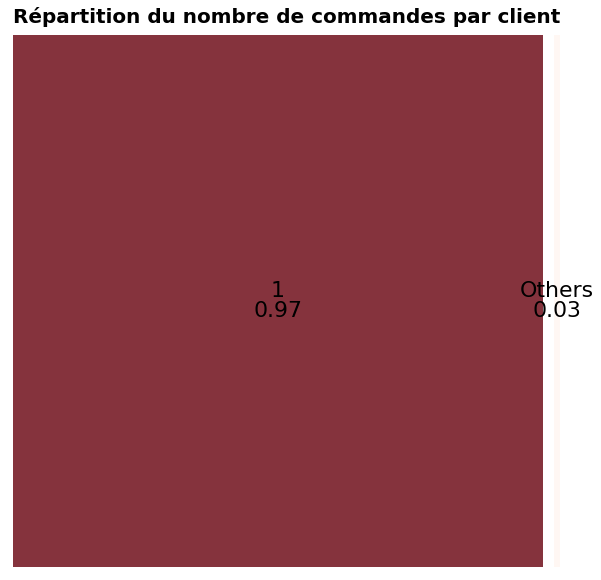 Répartition du nombre de commandes par client
1
0.97
Others
0.03